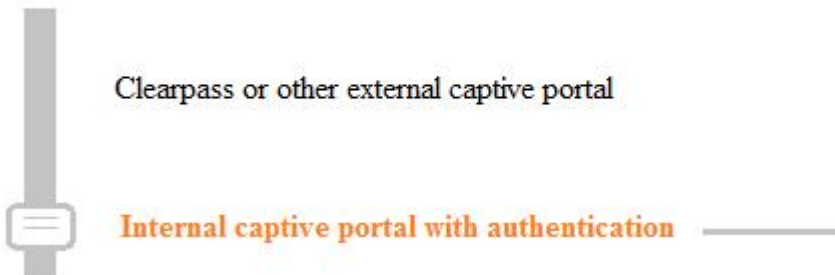 Clearpass or other external captive portal
Internal captive portal with authentication